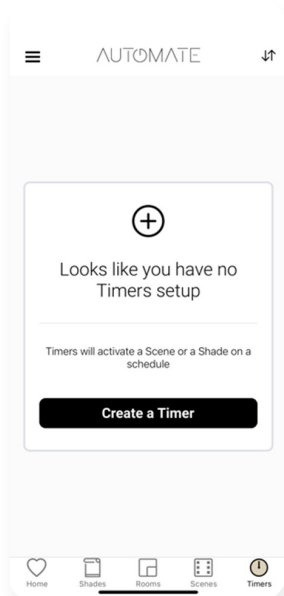 AUTOMATE
Looks like you have no
Timers setup
Timers will activate a Scene or a Shade on a
schedule
Create a Timer
Home Shades Rooms Scenes Timers